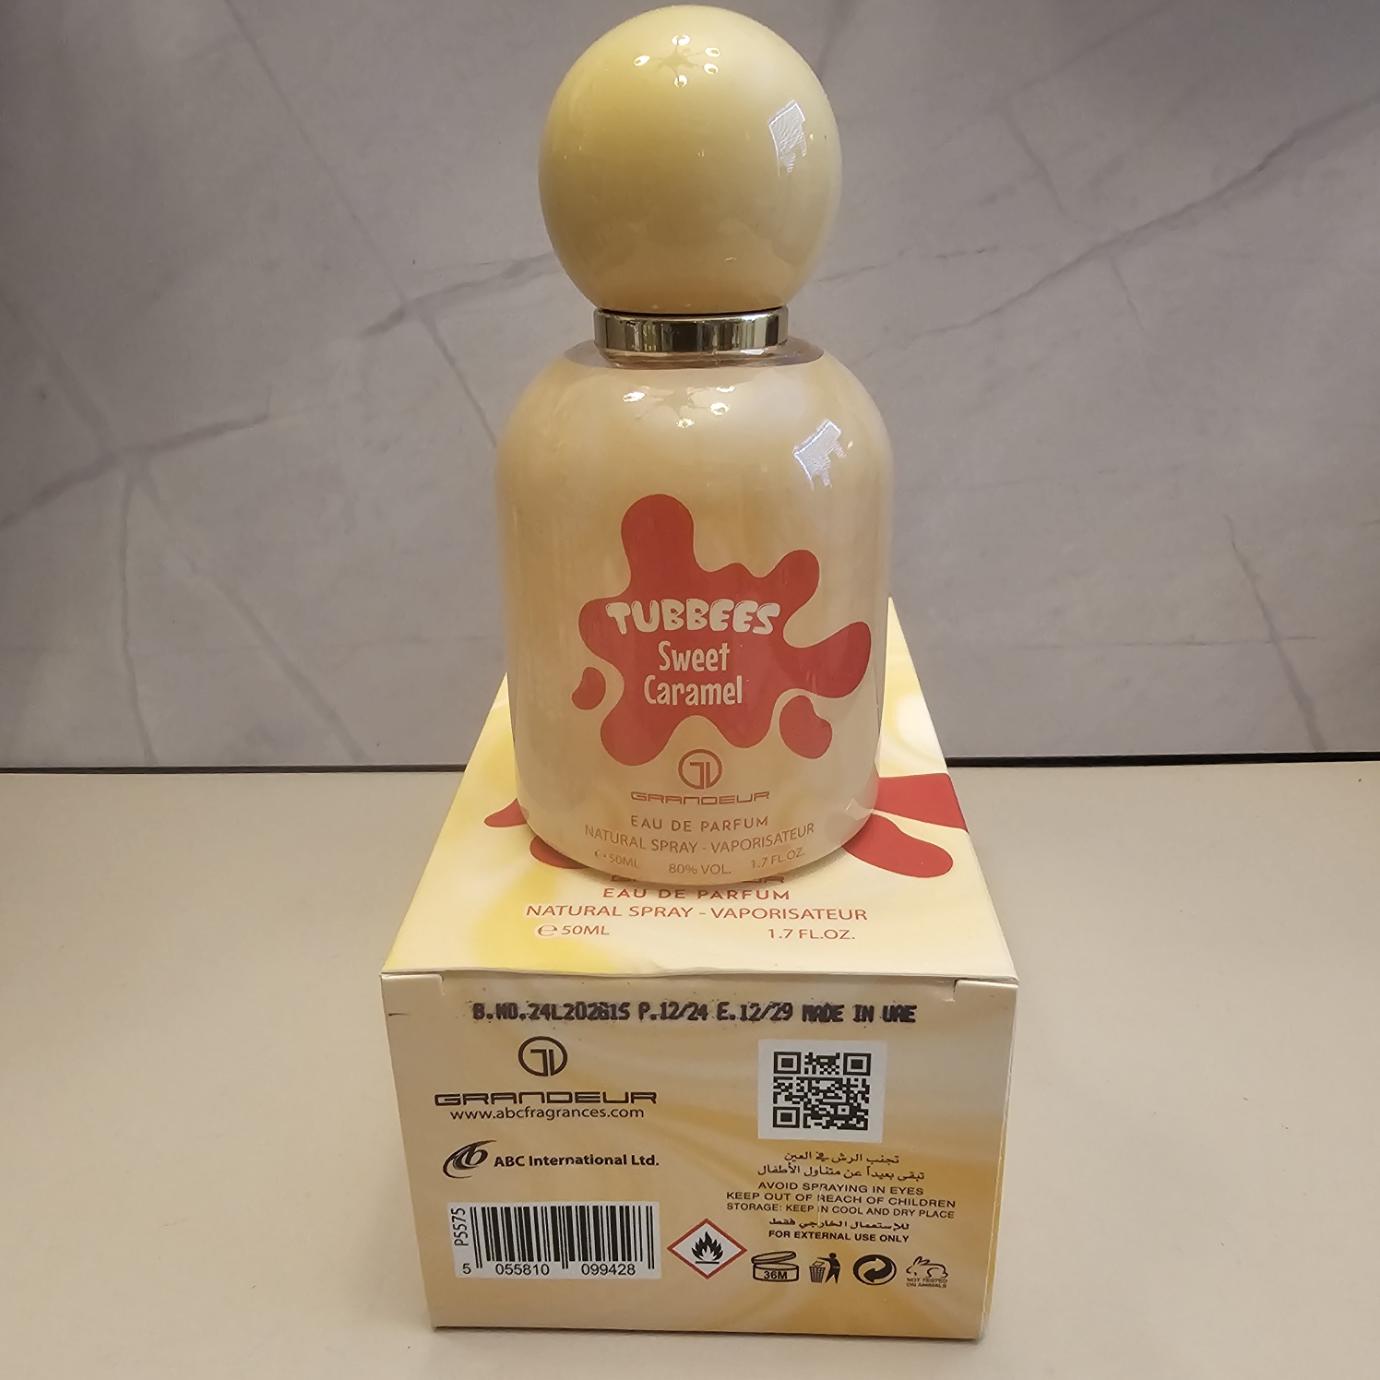 TUBBEES
Sweet
Caramel
GRANDEUR
EAU DE PARFUM
NATURAL SPRAY - VAPORISATEUR
e 50ML 80% VOL. 1.7 FL.OZ.
EAU DE PARFUM
NATURAL SPRAY - VAPORISATEUR
e 50ML 1.7 FL.OZ.
B.NO.24L202615 P.12/24 E.12/29 MADE IN UAE
GRANDEUR
www.abcfragrances.com
ABC International Ltd.
تجنب الرش في العين
تبقى بعيداً عن متناول الأطفال
AVOID SPRAYING IN EYES
KEEP OUT OF REACH OF CHILDREN
STORAGE: KEEP IN COOL AND DRY PLACE
للإستعمال الخارجي فقط
FOR EXTERNAL USE ONLY
P5575
5 055810 099428
36M
NOT TESTED
ON ANIMALS